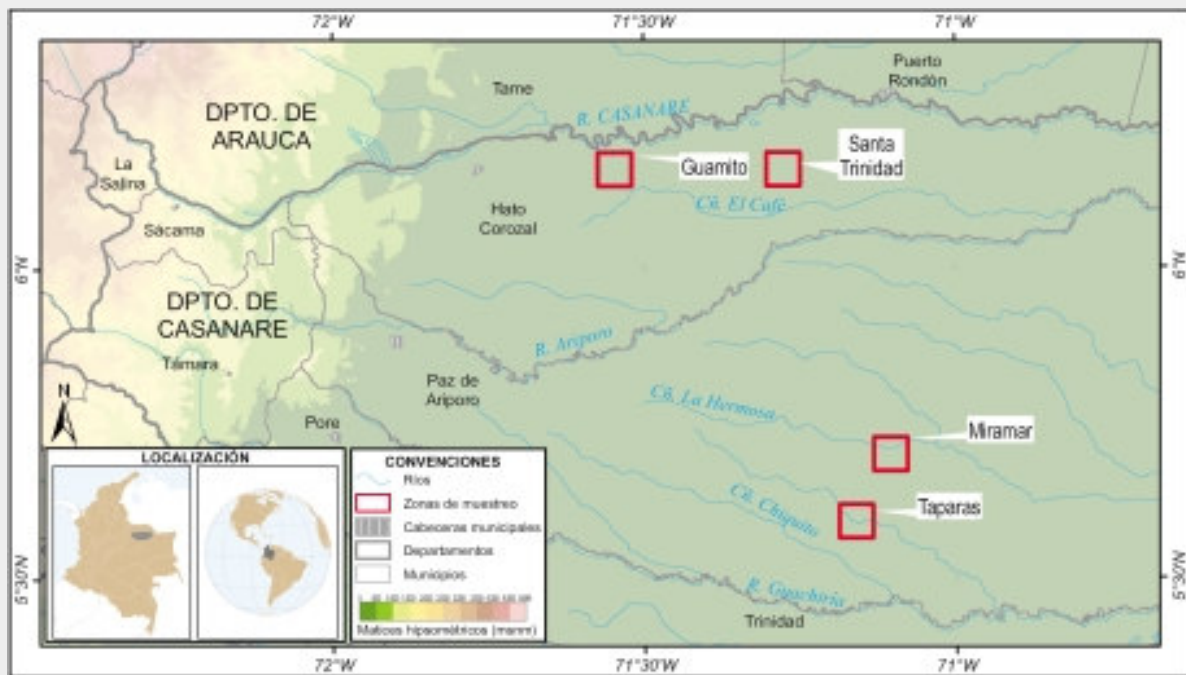 72°W
71°30'W
71°W
Puerto
Rondón
Tame
R. CASANARE
DPTO. DE
ARAUCA
Guamito
Santa
Trinidad
La
Salina
Cñ. El Café
Hato
Corozal
Sácama
6°N
6°N
DPTO. DE
CASANARE
R. Ariporo
Támara
Paz de
Ariporo
N
Cñ. La Hermosa
Pore
Miramar
LOCALIZACIÓN
CONVENCIONES
Ríos
Zonas de muestreo
Cabeceras municipales
Departamentos
Municipios
Matices hipsométricos (msnm)
Taparas
Cñ. Chiquito
5°30'N
5°30'N
R. Guachiría
Trinidad
72°W
71°30'W
71°W